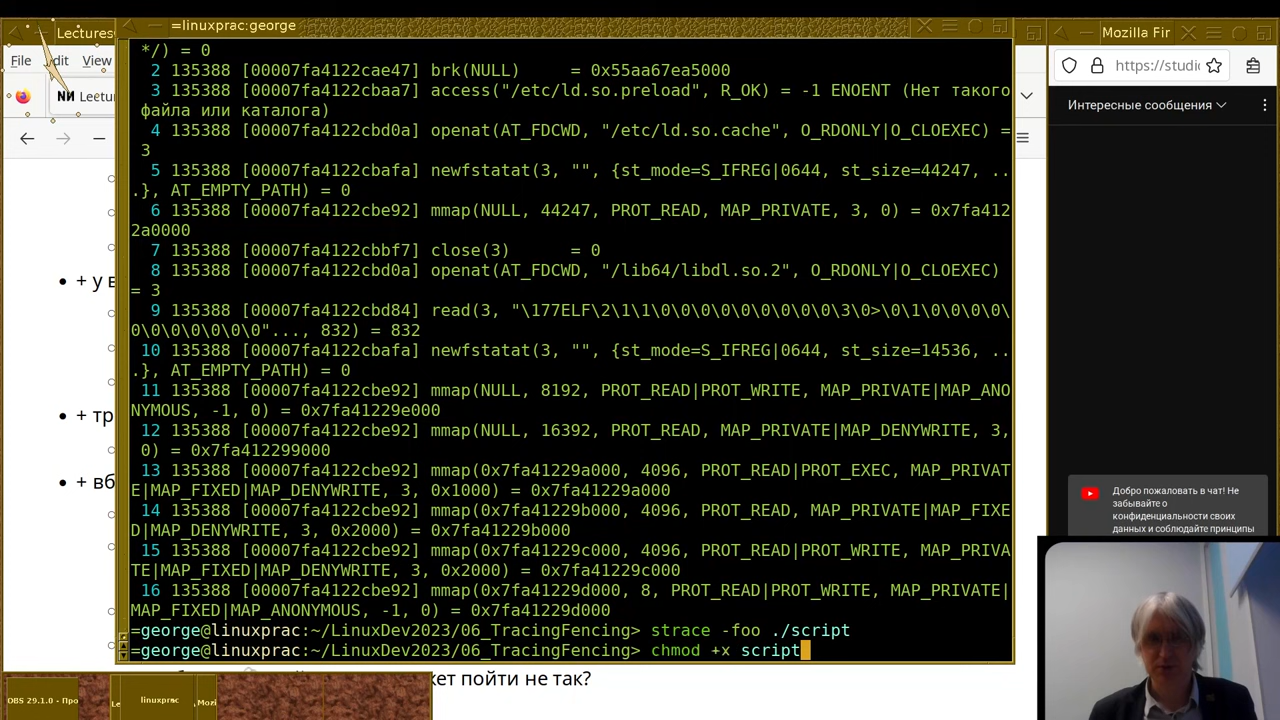 Lectures
=linuxprac:george
Mozilla Fir
File
dit
View
https://studi
Lectu
Интересные сообщения
*/) = 0
2 135388 [00007fa4122cae47] brk(NULL)     = 0x55aa67ea5000
3 135388 [00007fa4122cbaa7] access("/etc/ld.so.preload", R_OK) = -1 ENOENT (Нет такого
файла или каталога)
4 135388 [00007fa4122cbd0a] openat(AT_FDCWD, "/etc/ld.so.cache", O_RDONLY|O_CLOEXEC) =
3
5 135388 [00007fa4122cbafa] newfstatat(3, "", {st_mode=S_IFREG|0644, st_size=44247, ..
.}, AT_EMPTY_PATH) = 0
6 135388 [00007fa4122cbe92] mmap(NULL, 44247, PROT_READ, MAP_PRIVATE, 3, 0) = 0x7fa412
2a0000
7 135388 [00007fa4122cbbf7] close(3)      = 0
8 135388 [00007fa4122cbd0a] openat(AT_FDCWD, "/lib64/libdl.so.2", O_RDONLY|O_CLOEXEC)
= 3
9 135388 [00007fa4122cbd84] read(3, "\177ELF\2\1\1\0\0\0\0\0\0\0\0\0\3\0>\0\1\0\0\0\0\
0\0\0\0\0\0\0"..., 832) = 832
10 135388 [00007fa4122cbafa] newfstatat(3, "", {st_mode=S_IFREG|0644, st_size=14536, ..
.}, AT_EMPTY_PATH) = 0
11 135388 [00007fa4122cbe92] mmap(NULL, 8192, PROT_READ|PROT_WRITE, MAP_PRIVATE|MAP_ANO
NYMOUS, -1, 0) = 0x7fa41229e000
12 135388 [00007fa4122cbe92] mmap(NULL, 16392, PROT_READ, MAP_PRIVATE|MAP_DENYWRITE, 3,
0) = 0x7fa412299000
13 135388 [00007fa4122cbe92] mmap(0x7fa41229a000, 4096, PROT_READ|PROT_EXEC, MAP_PRIVAT
E|MAP_FIXED|MAP_DENYWRITE, 3, 0x1000) = 0x7fa41229a000
14 135388 [00007fa4122cbe92] mmap(0x7fa41229b000, 4096, PROT_READ, MAP_PRIVATE|MAP_FIXE
D|MAP_DENYWRITE, 3, 0x2000) = 0x7fa41229b000
15 135388 [00007fa4122cbe92] mmap(0x7fa41229c000, 4096, PROT_READ|PROT_WRITE, MAP_PRIVA
TE|MAP_FIXED|MAP_DENYWRITE, 3, 0x2000) = 0x7fa41229c000
16 135388 [00007fa4122cbe92] mmap(0x7fa41229d000, 8, PROT_READ|PROT_WRITE, MAP_PRIVATE|
MAP_FIXED|MAP_ANONYMOUS, -1, 0) = 0x7fa41229d000
=george@linuxprac:~/LinuxDev2023/06_TracingFencing> strace -foo ./script
=george@linuxprac:~/LinuxDev2023/06_TracingFencing> chmod +x script
+ у в
+ тр
+ вб
кет пойти не так?
Добро пожаловать в чат! Не
забывайте о
конфиденциальности своих
данных и соблюдайте принципы
OBS 29.1.0 - Про
Le
linuxprac
Mozi